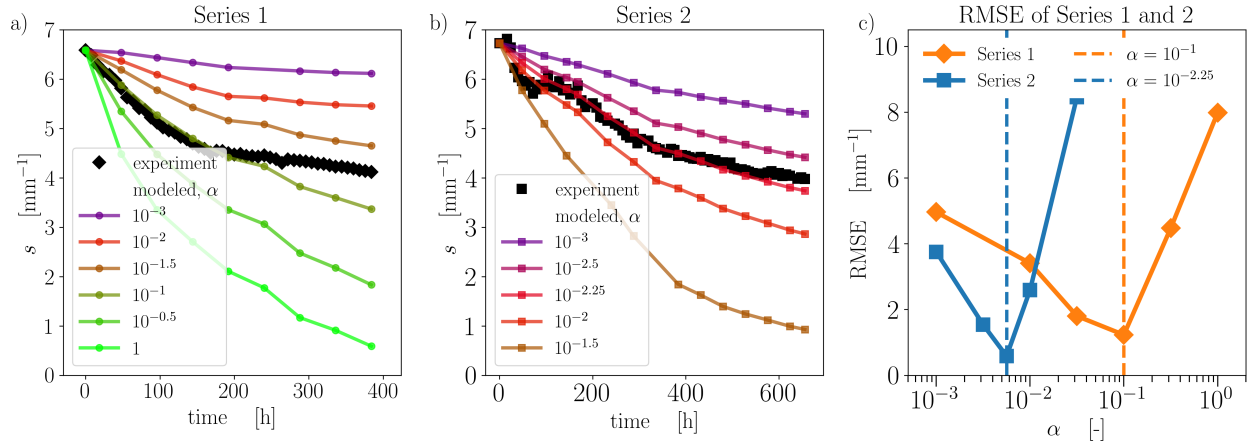 a)
Series 1
7
6
5
4
3
2
1
0
s [mm⁻¹]
experiment
modeled, α
10⁻³
10⁻²
10⁻¹·⁵
10⁻¹
10⁻⁰·⁵
1
0
100
200
300
400
time [h]
b)
Series 2
7
6
5
4
3
2
1
0
s [mm⁻¹]
experiment
modeled, α
10⁻³
10⁻²·⁵
10⁻²·²⁵
10⁻²
10⁻¹·⁵
0
200
400
600
time [h]
c)
RMSE of Series 1 and 2
10
8
6
4
2
0
RMSE [mm⁻¹]
Series 1
Series 2
α = 10⁻¹
α = 10⁻²·²⁵
10⁻³
10⁻²
10⁻¹
10⁰
α [-]